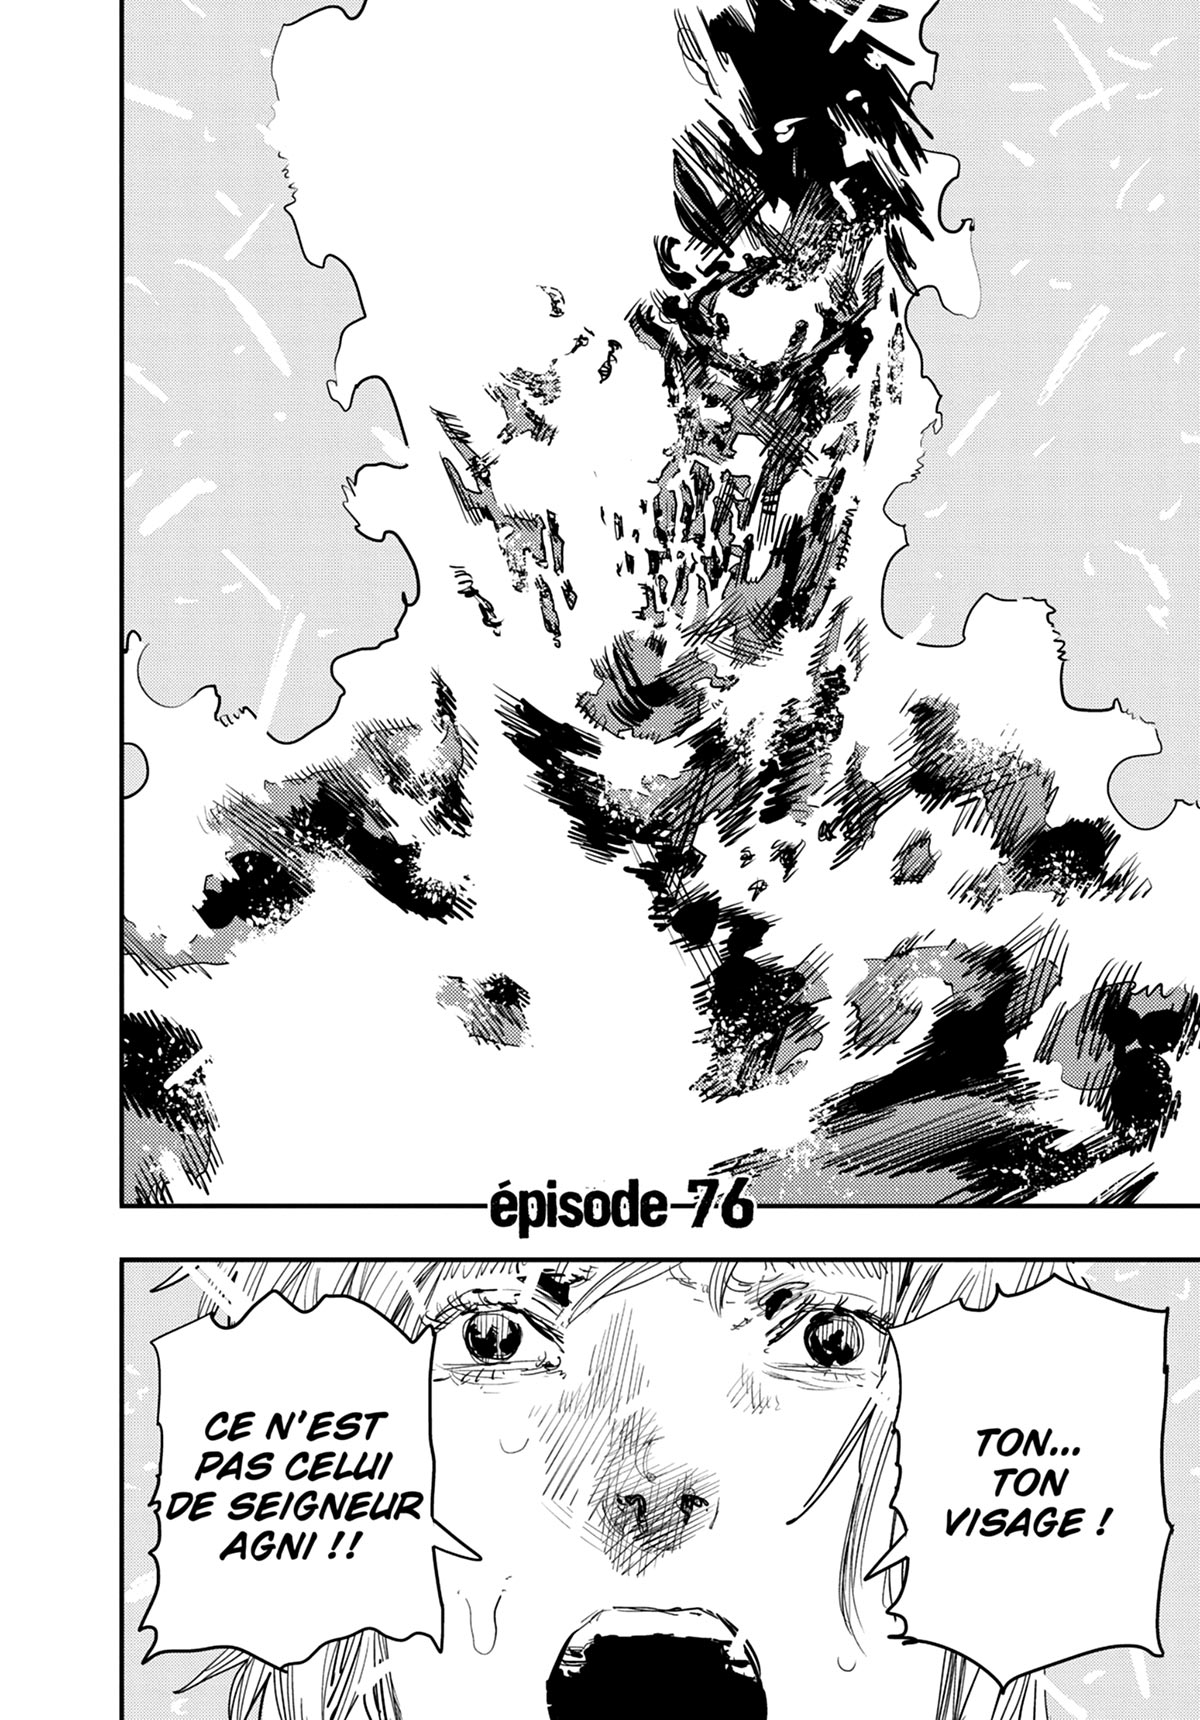 épisode 76
TON...
TON
VISAGE !
CE N'EST
PAS CELUI
DE SEIGNEUR
AGNI !!